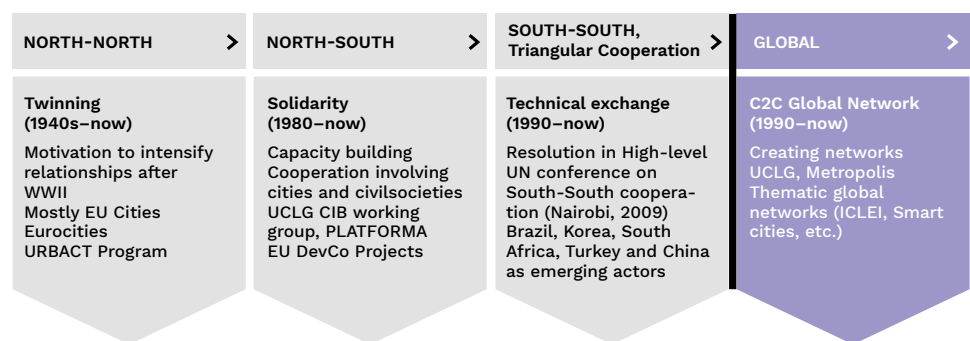 NORTH-NORTH
NORTH-SOUTH
SOUTH-SOUTH,
Triangular Cooperation
GLOBAL
Twinning
(1940s–now)
Motivation to intensify
relationships after
WWII
Mostly EU Cities
Eurocities
URBACT Program
Solidarity
(1980–now)
Capacity building
Cooperation involving
cities and civilsocieties
UCLG CIB working
group, PLATFORMA
EU DevCo Projects
Technical exchange
(1990–now)
Resolution in High-level
UN conference on
South-South coopera-
tion (Nairobi, 2009)
Brazil, Korea, South
Africa, Turkey and China
as emerging actors
C2C Global Network
(1990–now)
Creating networks
UCLG, Metropolis
Thematic global
networks (ICLEI, Smart
cities, etc.)